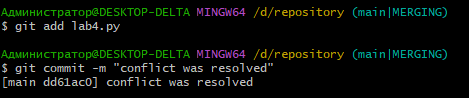 Администратор@DESKTOP-DELTA MINGW64 /d/repository (main|MERGING)
$ git add lab4.py
Администратор@DESKTOP-DELTA MINGW64 /d/repository (main|MERGING)
$ git commit -m "conflict was resolved"
[main dd61ac0] conflict was resolved